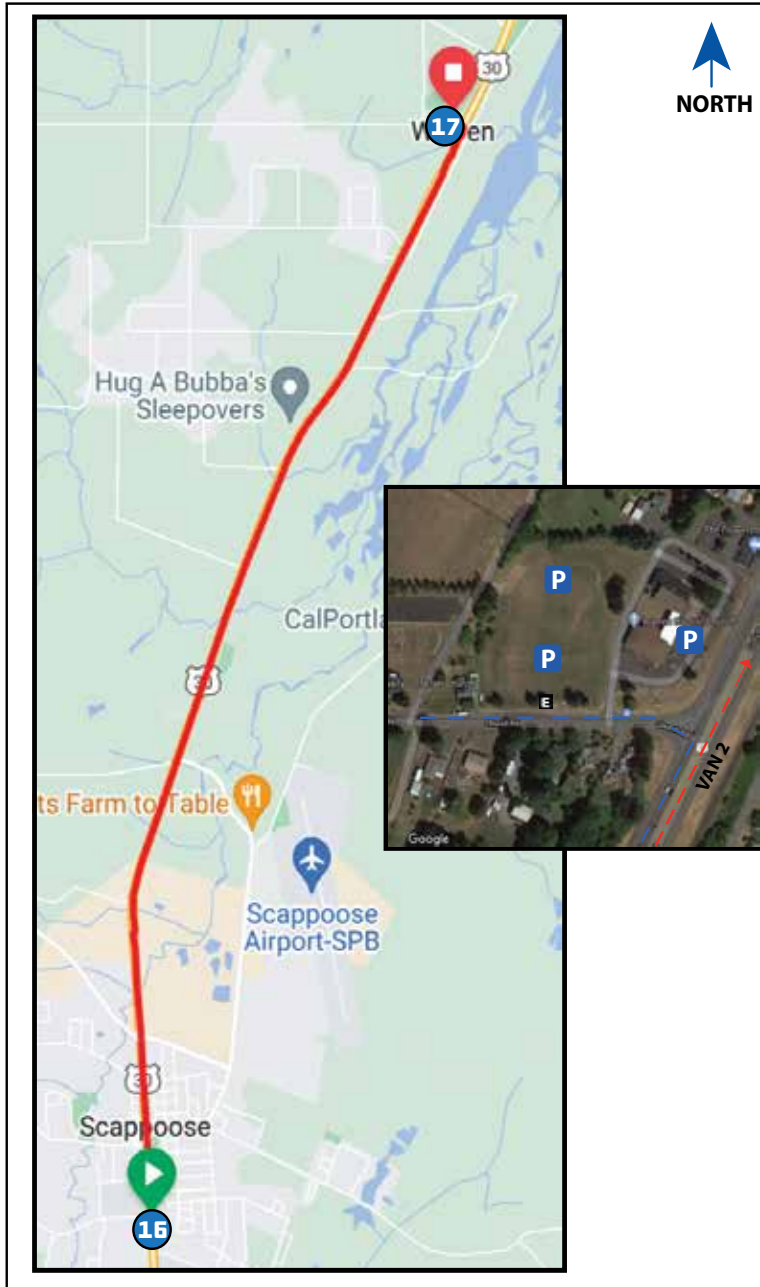 NORTH
30
17
Hug A Bubba's
Sleepovers
CalPortla
30
ts Farm to Table
Scappoose
Airport-SPB
30
Scappoose
16
P
P
P
E
VAN 2
Google